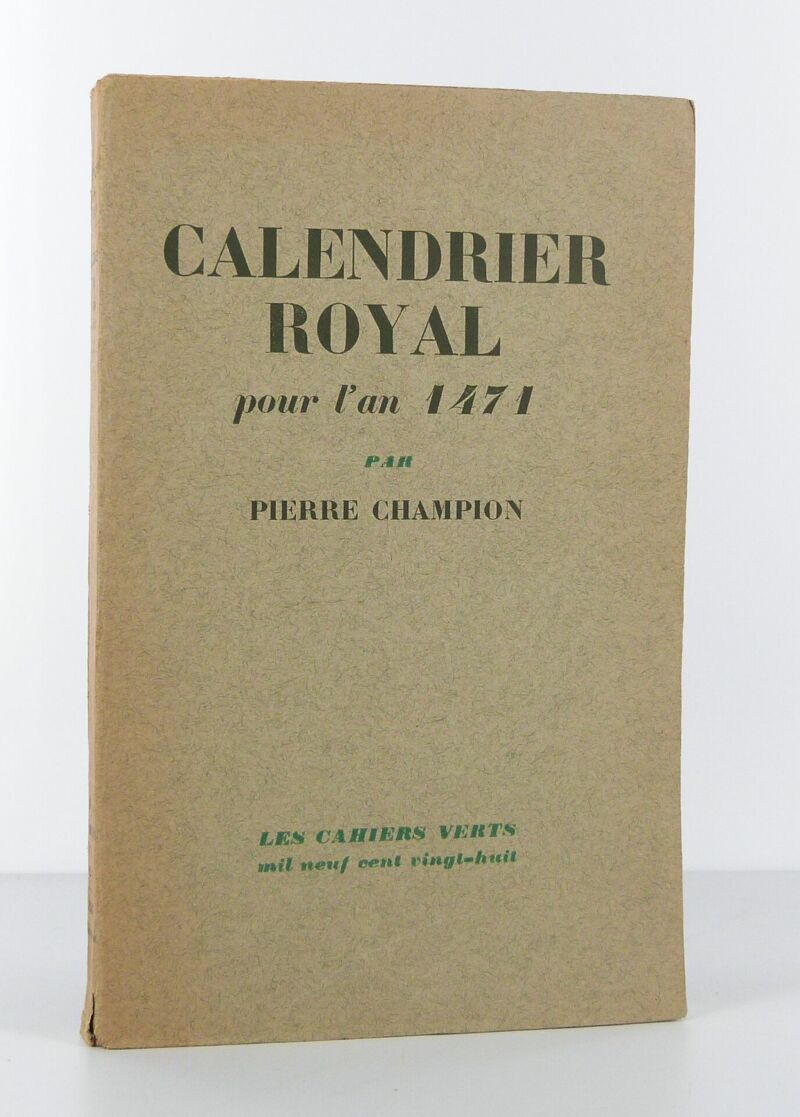 CALENDRIER
ROYAL
pour l'an 1471
PAR
PIERRE CHAMPION
LES CAHIERS VERTS
mil neuf cent vingt-huit